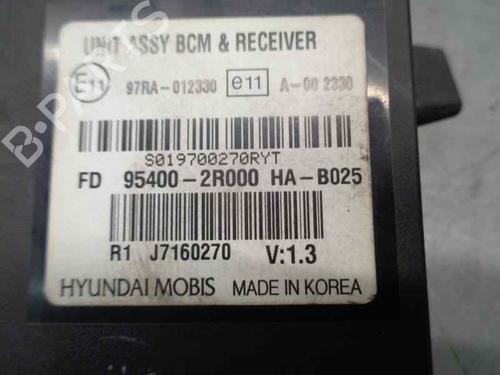 UNIT ASSY BCM & RECEIVER
E11 97RA-012330 e11 A-00 2330
S019700270RYT
FD 95400-2R000 HA-B025
R1 J7160270 V:1.3
HYUNDAI MOBIS MADE IN KOREA
B-PARTS